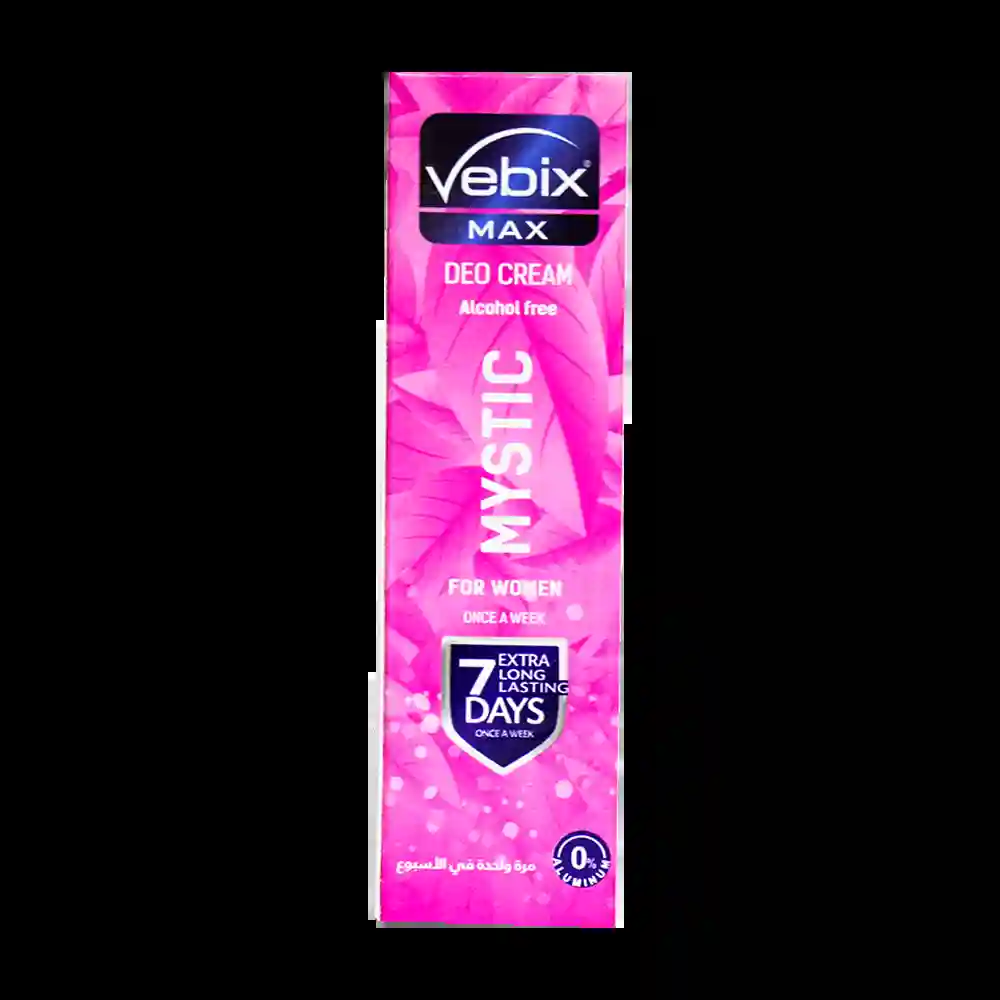 Vebix®
MAX
DEO CREAM
Alcohol free
MYSTIC
FOR WOMEN
ONCE A WEEK
7 EXTRA
LONG
LASTING
DAYS
ONCE A WEEK
مرة واحدة في الأسبوع
0%
ALUMINUM